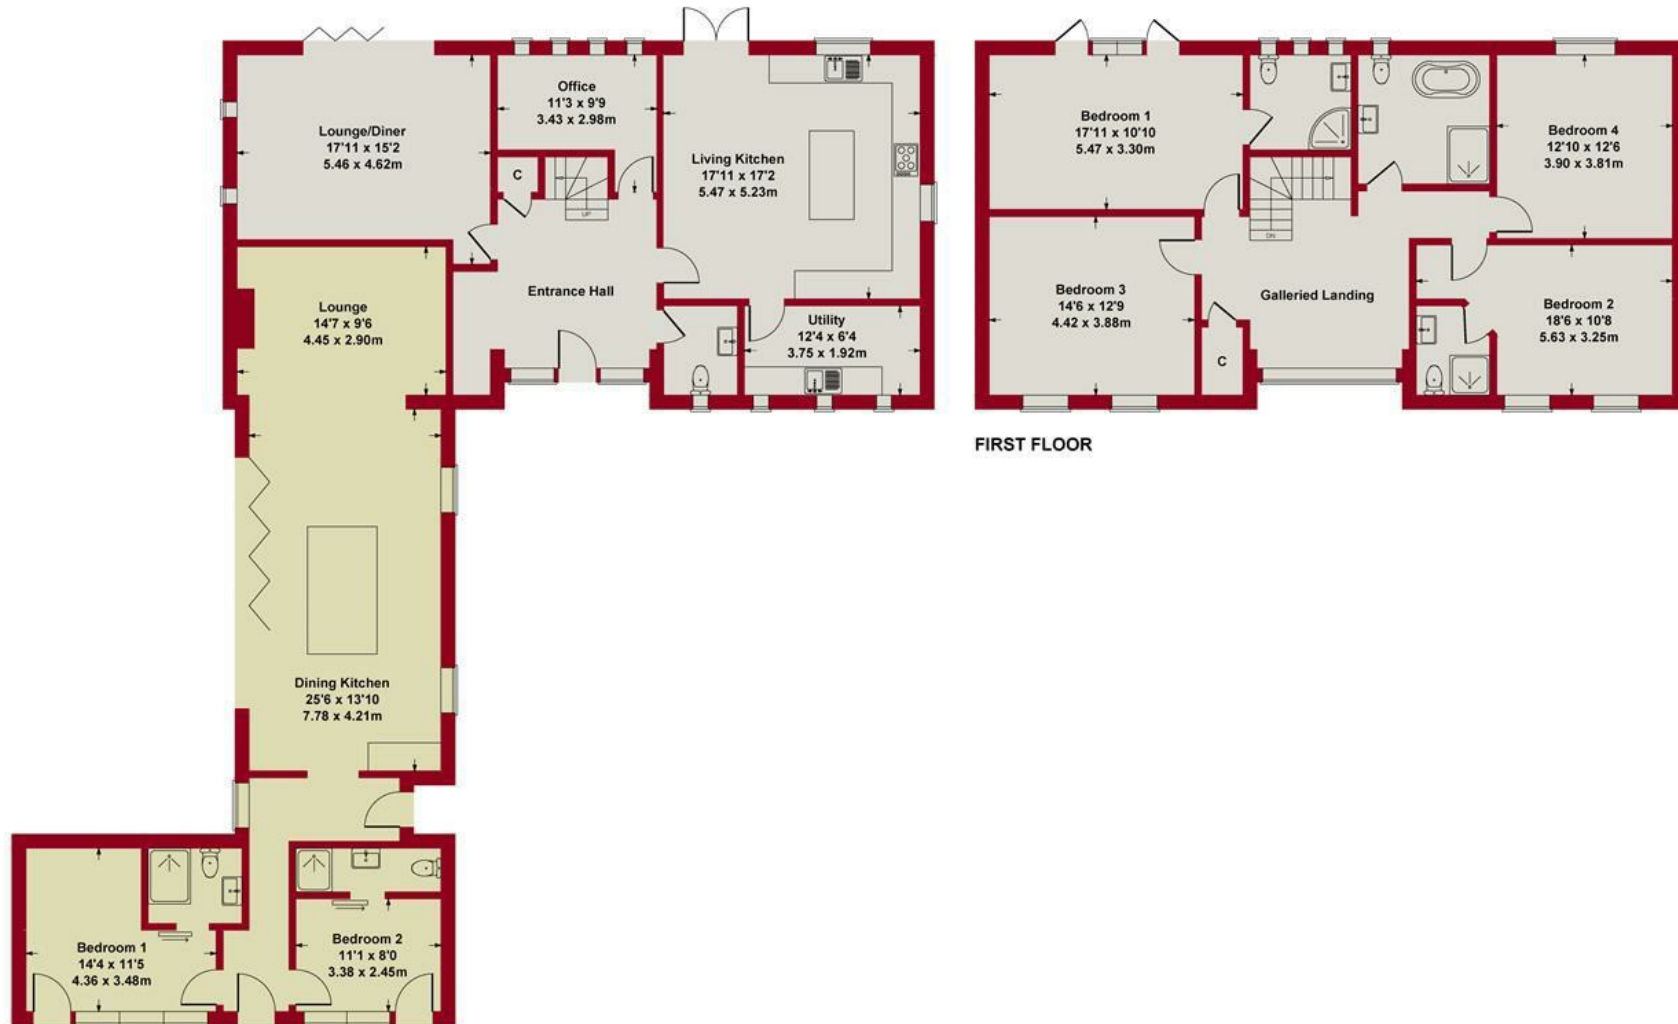 Lounge/Diner
17'11 x 15'2
5.46 x 4.62m
Office
11'3 x 9'9
3.43 x 2.98m
C
UP
Living Kitchen
17'11 x 17'2
5.47 x 5.23m
Entrance Hall
Utility
12'4 x 6'4
3.75 x 1.92m
Lounge
14'7 x 9'6
4.45 x 2.90m
Dining Kitchen
25'6 x 13'10
7.78 x 4.21m
Bedroom 1
14'4 x 11'5
4.36 x 3.48m
Bedroom 2
11'1 x 8'0
3.38 x 2.45m
Bedroom 1
17'11 x 10'10
5.47 x 3.30m
Bedroom 4
12'10 x 12'6
3.90 x 3.81m
DN
Bedroom 3
14'6 x 12'9
4.42 x 3.88m
Galleried Landing
C
Bedroom 2
18'6 x 10'8
5.63 x 3.25m
FIRST FLOOR